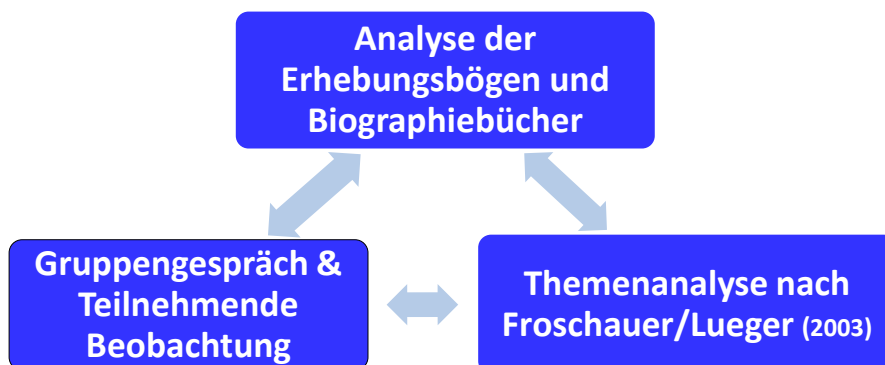 Analyse der
Erhebungsbögen und
Biographiebücher
Gruppengespräch &
Teilnehmende
Beobachtung
Themenanalyse nach
Froschauer/Lueger (2003)